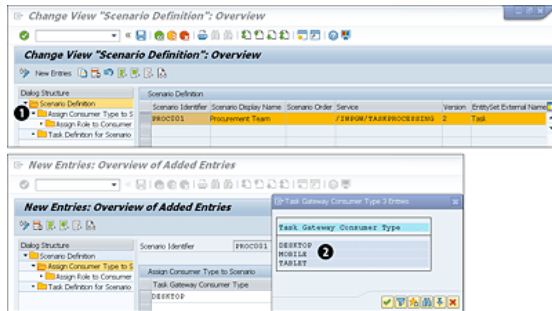 Change View "Scenario Definition": Overview
Change View "Scenario Definition": Overview
New Entries
Dialog Structure
Scenario Definition
Assign Consumer Type to S
Assign Role to Consumer
Task Definition for Scenario
Scenario Definition
Scenario Identifier Scenario Display Name Scenario Order Service Version EntitySet External Name
PROC001 Procurement Team /IWPGW/TASKPROCESSING 2 Task
1
New Entries: Overview of Added Entries
New Entries: Overview of Added Entries
Dialog Structure
Scenario Definition
Assign Consumer Type to S
Assign Role to Consumer
Task Definition for Scenario
Scenario Identifier PROC001
Assign Consumer Type to Scenario
Task Gateway Consumer Type
DESKTOP
Task Gateway Consumer Type 3 Entries
Task Gateway Consumer Type
DESKTOP
MOBILE
TABLET
2